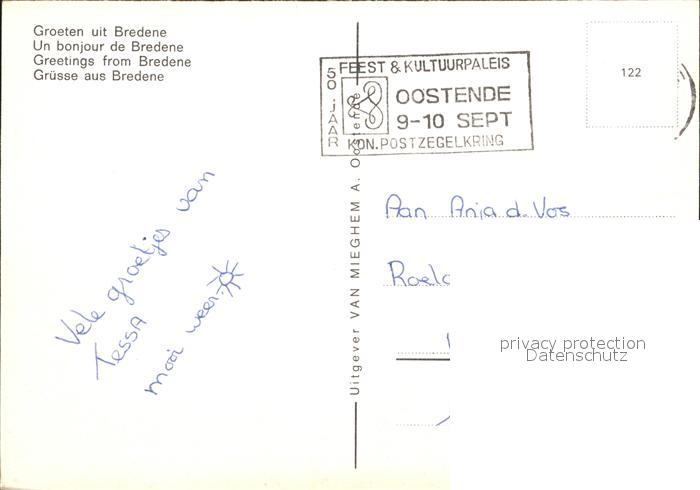 Groeten uit Bredene
Un bonjour de Bredene
Greetings from Bredene
Grüsse aus Bredene
50 JAAR
FEEST & KULTUURPALEIS
OOSTENDE
9-10 SEPT
KON. POSTZEGELKRING
122
Vele groetjes van
Tessa
mooi weer
Uitgever VAN MIEGHEM A. Oostende
Aan Anja d. Vos
privacy protection
Datenschutz